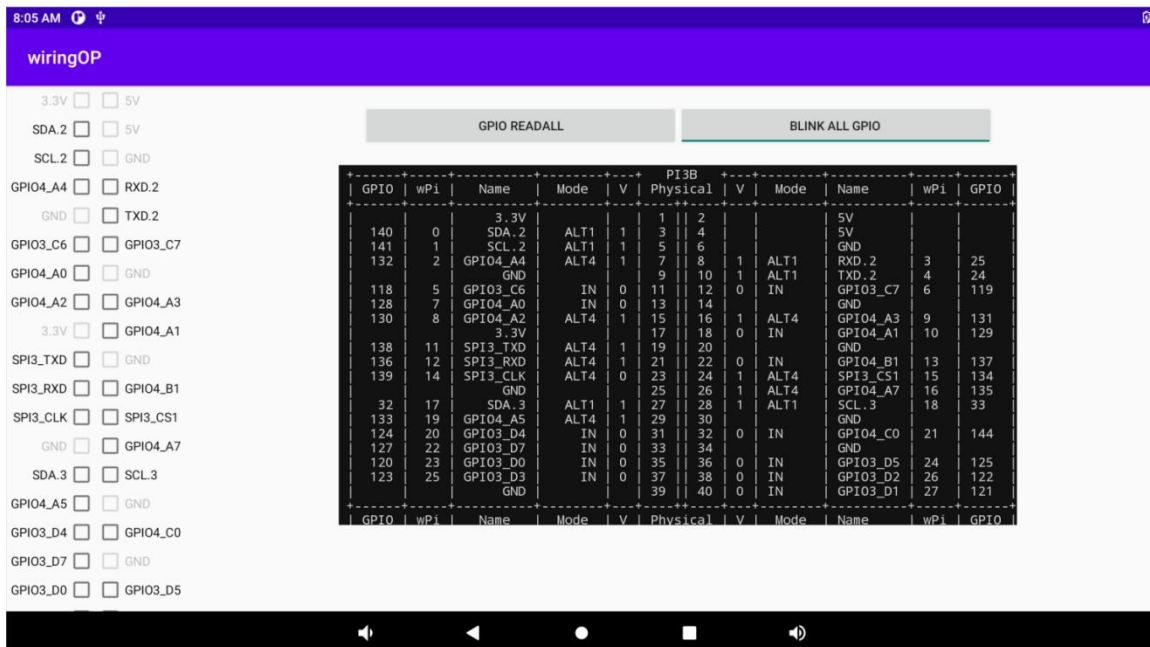 8:05 AM
wiringOP
3.3V 5V
SDA.2 5V
SCL.2 GND
GPIO4_A4 RXD.2
GND TXD.2
GPIO3_C6 GPIO3_C7
GPIO4_A0 GND
GPIO4_A2 GPIO4_A3
3.3V GPIO4_A1
SPI3_TXD GND
SPI3_RXD GPIO4_B1
SPI3_CLK SPI3_CS1
GND GPIO4_A7
SDA.3 SCL.3
GPIO4_A5 GND
GPIO3_D4 GPIO4_C0
GPIO3_D7 GND
GPIO3_D0 GPIO3_D5
GPIO READALL BLINK ALL GPIO
+------+-----+----------+--------+---+ PI3B +---+--------+----------+-----+------+
| GPIO | wPi | Name | Mode | V | Physical | V | Mode | Name | wPi | GPIO |
+------+-----+----------+--------+---+----++----+---+--------+----------+-----+------+
| | | 3.3V | | | 1 || 2 | | | 5V | | |
| 140 | 0 | SDA.2 | ALT1 | 1 | 3 || 4 | | | 5V | | |
| 141 | 1 | SCL.2 | ALT1 | 1 | 5 || 6 | | | GND | | |
| 132 | 2 | GPIO4_A4 | ALT4 | 1 | 7 || 8 | 1 | ALT1 | RXD.2 | 3 | 25 |
| | | GND | | | 9 || 10 | 1 | ALT1 | TXD.2 | 4 | 24 |
| 118 | 5 | GPIO3_C6 | IN | 0 | 11 || 12 | 0 | IN | GPIO3_C7 | 6 | 119 |
| 128 | 7 | GPIO4_A0 | IN | 0 | 13 || 14 | | | GND | | |
| 130 | 8 | GPIO4_A2 | ALT4 | 1 | 15 || 16 | 1 | ALT4 | GPIO4_A3 | 9 | 131 |
| | | 3.3V | | | 17 || 18 | 0 | IN | GPIO4_A1 | 10 | 129 |
| 138 | 11 | SPI3_TXD | ALT4 | 1 | 19 || 20 | | | GND | | |
| 136 | 12 | SPI3_RXD | ALT4 | 1 | 21 || 22 | 0 | IN | GPIO4_B1 | 13 | 137 |
| 139 | 14 | SPI3_CLK | ALT4 | 0 | 23 || 24 | 1 | ALT4 | SPI3_CS1 | 15 | 134 |
| | | GND | | | 25 || 26 | 1 | ALT4 | GPIO4_A7 | 16 | 135 |
| 32 | 17 | SDA.3 | ALT1 | 1 | 27 || 28 | 1 | ALT1 | SCL.3 | 18 | 33 |
| 133 | 19 | GPIO4_A5 | ALT4 | 1 | 29 || 30 | | | GND | | |
| 124 | 20 | GPIO3_D4 | IN | 0 | 31 || 32 | 0 | IN | GPIO4_C0 | 21 | 144 |
| 127 | 22 | GPIO3_D7 | IN | 0 | 33 || 34 | | | GND | | |
| 120 | 23 | GPIO3_D0 | IN | 0 | 35 || 36 | 0 | IN | GPIO3_D5 | 24 | 125 |
| 123 | 25 | GPIO3_D3 | IN | 0 | 37 || 38 | 0 | IN | GPIO3_D2 | 26 | 122 |
| | | GND | | | 39 || 40 | 0 | IN | GPIO3_D1 | 27 | 121 |
+------+-----+----------+--------+---+----++----+---+--------+----------+-----+------+
| GPIO | wPi | Name | Mode | V | Physical | V | Mode | Name | wPi | GPIO |